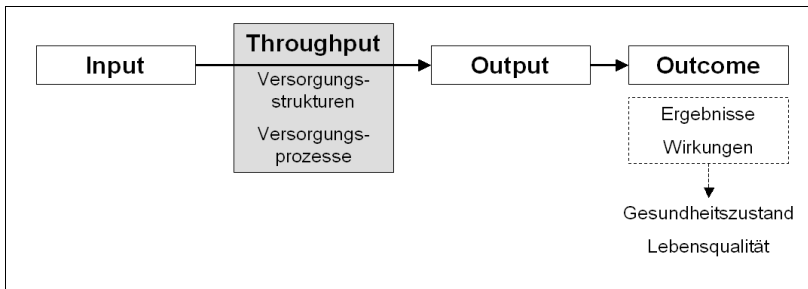 Input
Throughput
Versorgungs-
strukturen
Versorgungs-
prozesse
Output
Outcome
Ergebnisse
Wirkungen
Gesundheitszustand
Lebensqualität